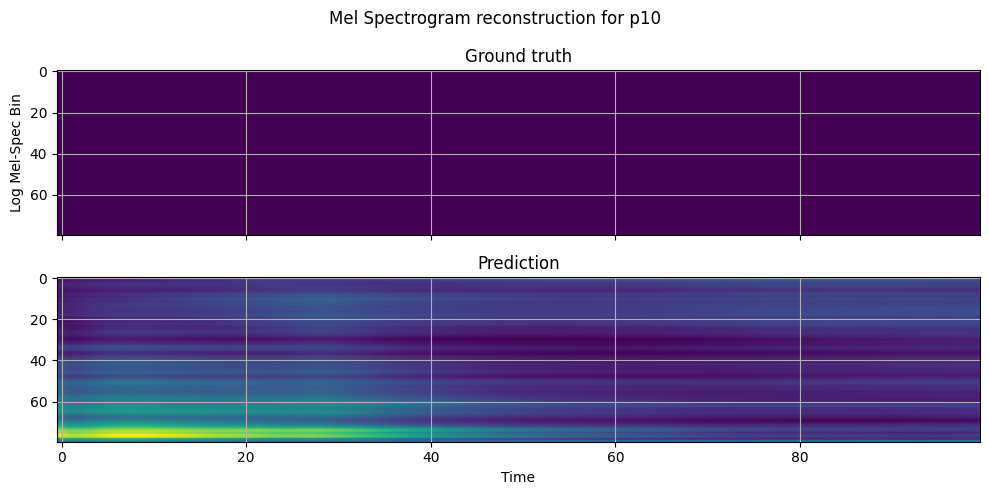 Mel Spectrogram reconstruction for p10
Ground truth
Log Mel-Spec Bin
0
20
40
60
Prediction
0
20
40
60
0 20 40 60 80
Time